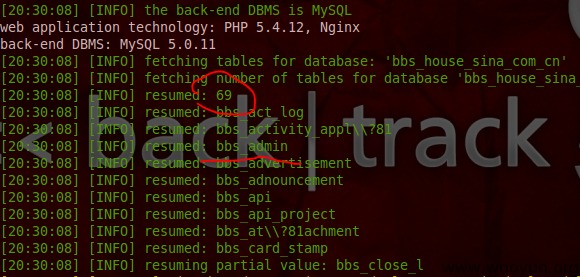 [20:30:08] [INFO] the back-end DBMS is MySQL
web application technology: PHP 5.4.12, Nginx
back-end DBMS: MySQL 5.0.11
[20:30:08] [INFO] fetching tables for database: 'bbs_house_sina_com_cn'
[20:30:08] [INFO] fetching number of tables for database 'bbs_house_sina
[20:30:08] [INFO] resumed: 69
[20:30:08] [INFO] resumed: bbs_act_log
[20:30:08] [INFO] resumed: bbs_activity_appl\\?81
[20:30:08] [INFO] resumed: bbs_admin
[20:30:08] [INFO] resumed: bbs_advertisement
[20:30:08] [INFO] resumed: bbs_adnouncement
[20:30:08] [INFO] resumed: bbs_api
[20:30:08] [INFO] resumed: bbs_api_project
[20:30:08] [INFO] resumed: bbs_at\\?81achment
[20:30:08] [INFO] resumed: bbs_card_stamp
[20:30:08] [INFO] resuming partial value: bbs_close_l
< back | track